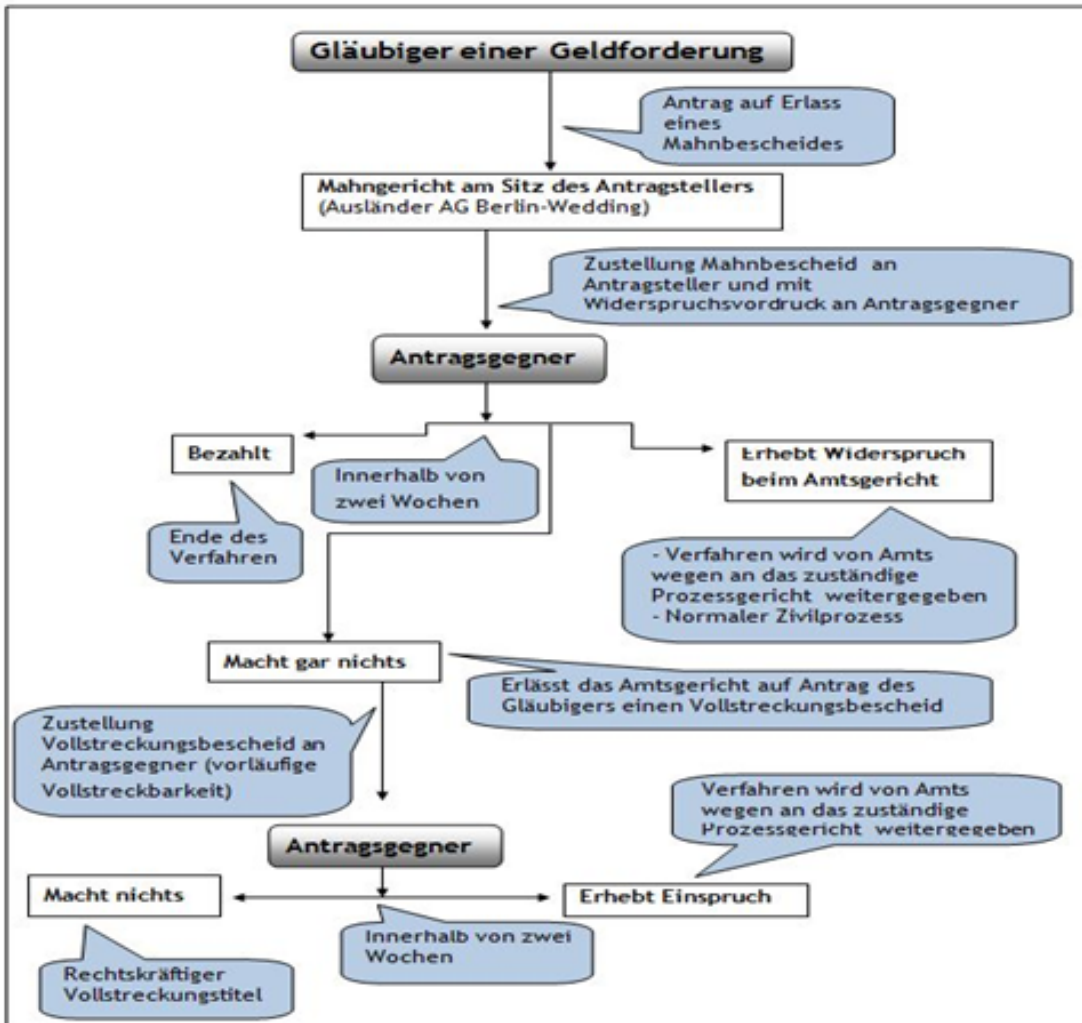 Gläubiger einer Geldforderung
Antrag auf Erlass
eines
Mahnbescheides
Mahngericht am Sitz des Antragstellers
(Ausländer AG Berlin-Wedding)
Zustellung Mahnbescheid an
Antragsteller und mit
Widerspruchsvordruck an Antragsgegner
Antragsgegner
Bezahlt
Innerhalb von
zwei Wochen
Erhebt Widerspruch
beim Amtsgericht
Ende des
Verfahren
- Verfahren wird von Amts
wegen an das zuständige
Prozessgericht weitergegeben
- Normaler Zivilprozess
Macht gar nichts
Erlässt das Amtsgericht auf Antrag des
Gläubigers einen Vollstreckungsbescheid
Zustellung
Vollstreckungsbescheid an
Antragsgegner (vorläufige
Vollstreckbarkeit)
Verfahren wird von Amts
wegen an das zuständige
Prozessgericht weitergegeben
Antragsgegner
Macht nichts
Erhebt Einspruch
Innerhalb von zwei
Wochen
Rechtskräftiger
Vollstreckungstitel